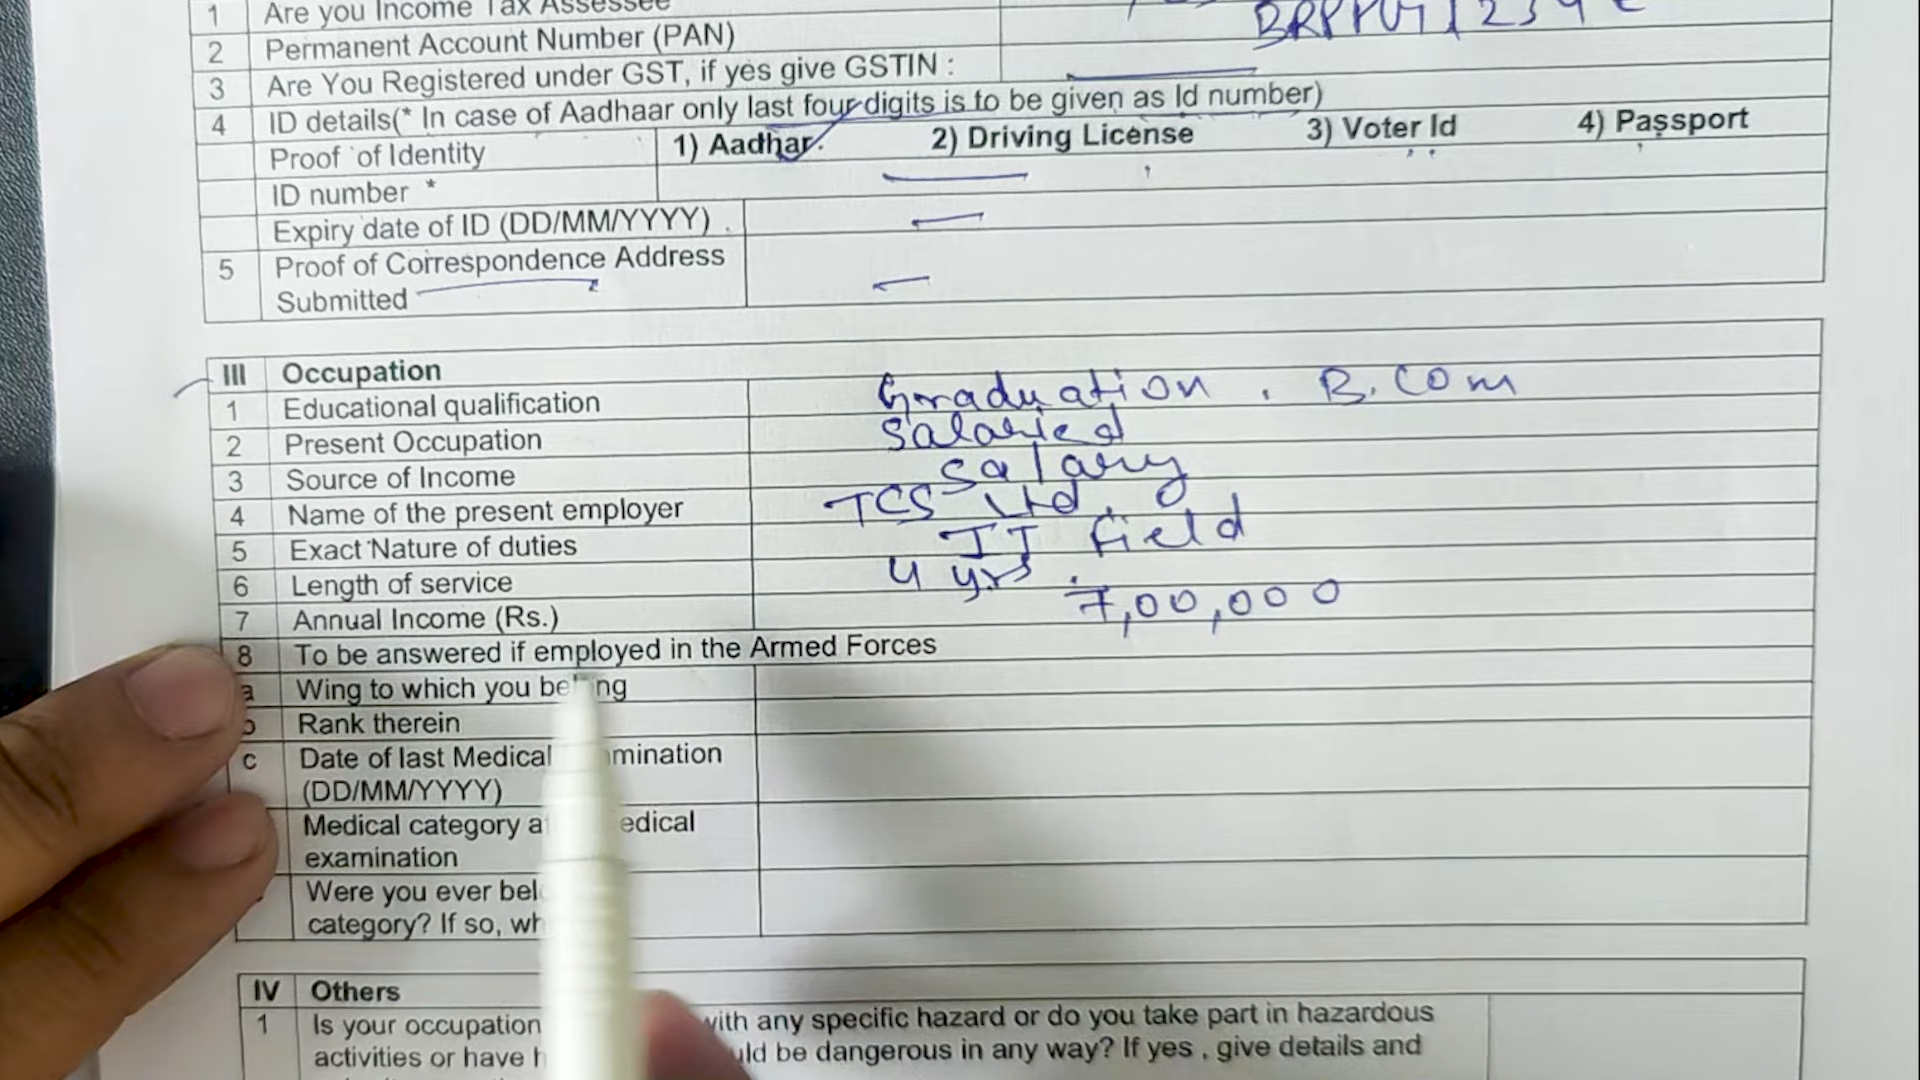 1 Are you Income Tax Assessee
2 Permanent Account Number (PAN)
3 Are You Registered under GST, if yes give GSTIN :
4 ID details(* In case of Aadhaar only last four digits is to be given as Id number)
Proof of Identity 1) Aadhar 2) Driving License 3) Voter Id 4) Passport
ID number *
Expiry date of ID (DD/MM/YYYY)
5 Proof of Correspondence Address
Submitted
III Occupation
1 Educational qualification Graduation . B.Com
2 Present Occupation Salaried
3 Source of Income Salary
4 Name of the present employer TCS Ltd.
5 Exact Nature of duties IT field
6 Length of service 4 yrs.
7 Annual Income (Rs.) 7,00,000
8 To be answered if employed in the Armed Forces
a Wing to which you belong
Rank therein
c Date of last Medical mination
(DD/MM/YYYY)
Medical category a edical
examination
Were you ever bel
category? If so, wh
IV Others
1 Is your occupation with any specific hazard or do you take part in hazardous
activities or have h uld be dangerous in any way? If yes , give details and